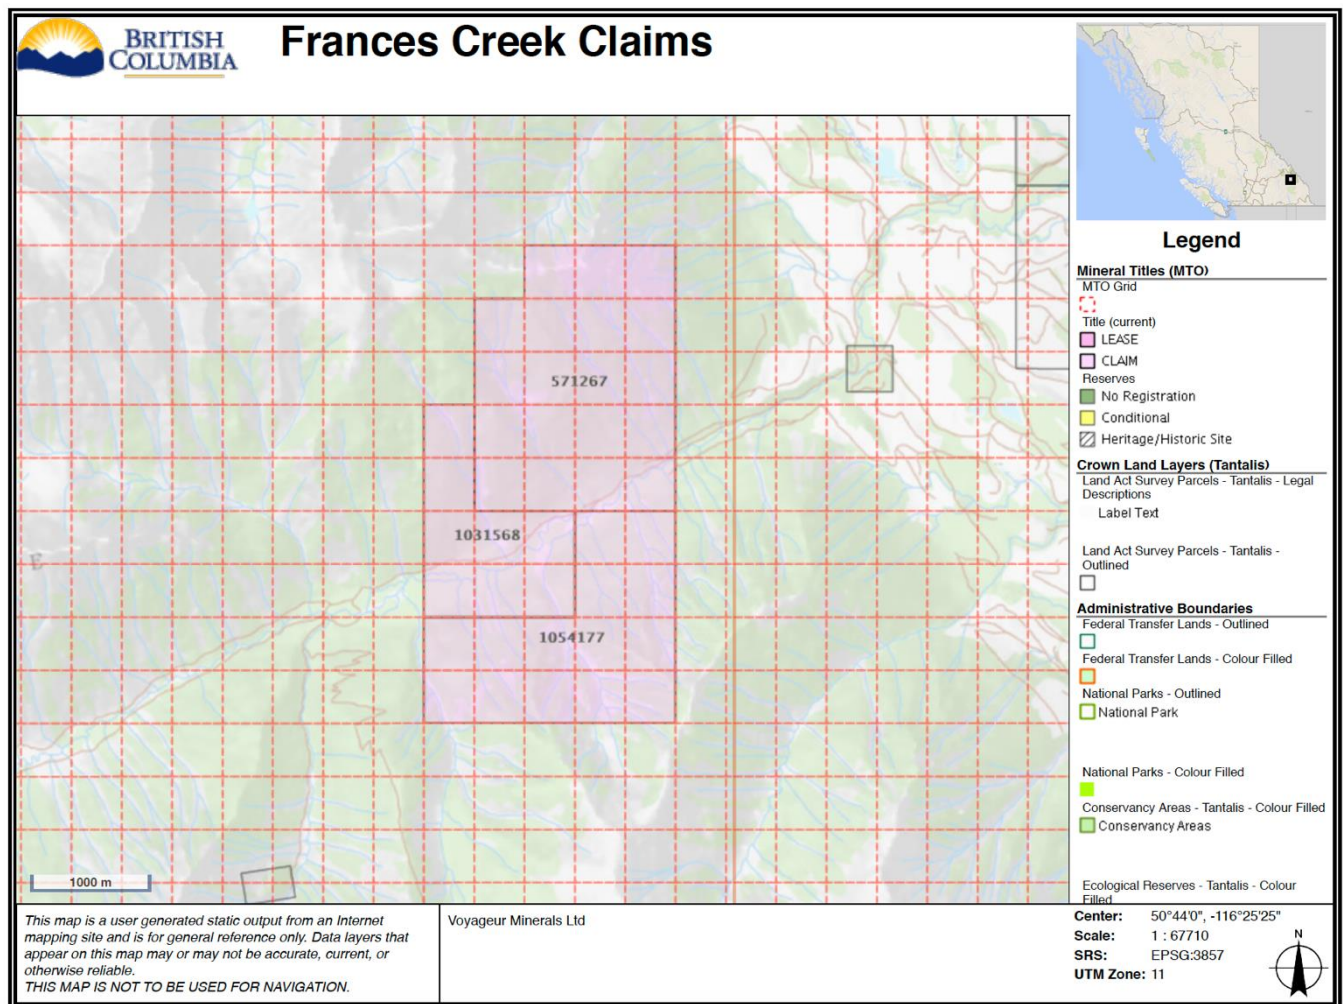 BRITISH
COLUMBIA
Frances Creek Claims
571267
1031568
1054177
E
1000 m
Legend
Mineral Titles (MTO)
MTO Grid
Title (current)
LEASE
CLAIM
Reserves
No Registration
Conditional
Heritage/Historic Site
Crown Land Layers (Tantalis)
Land Act Survey Parcels - Tantalis - Legal
Descriptions
Label Text
Land Act Survey Parcels - Tantalis -
Outlined
Administrative Boundaries
Federal Transfer Lands - Outlined
Federal Transfer Lands - Colour Filled
National Parks - Outlined
National Park
National Parks - Colour Filled
Conservancy Areas - Tantalis - Colour Filled
Conservancy Areas
Ecological Reserves - Tantalis - Colour
Filled
This map is a user generated static output from an Internet
mapping site and is for general reference only. Data layers that
appear on this map may or may not be accurate, current, or
otherwise reliable.
THIS MAP IS NOT TO BE USED FOR NAVIGATION.
Voyageur Minerals Ltd
Center: 50°44'0", -116°25'25"
Scale: 1 : 67710
SRS: EPSG:3857
UTM Zone: 11
N